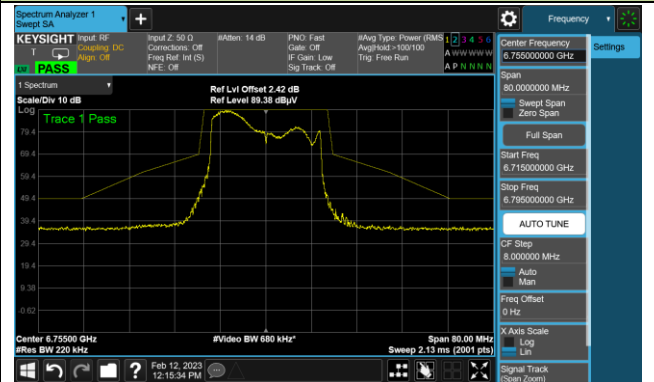 Spectrum Analyzer 1
Swept SA
Frequency
KEYSIGHT Input: RF Input Z: 50 Ω #Atten: 14 dB PNO: Fast #Avg Type: Power (RMS 1 2 3 4 5 6
Coupling: DC Corrections: Off Gate: Off Avg|Hold:>100/100 A W W W W W
Align: Off Freq Ref: Int (S) IF Gain: Low Trig: Free Run
NFE: Off Sig Track: Off A P N N N N
PASS
Center Frequency
6.755000000 GHz
Settings
Span
80.0000000 MHz
Swept Span
Zero Span
Full Span
Start Freq
6.715000000 GHz
Stop Freq
6.795000000 GHz
AUTO TUNE
CF Step
8.000000 MHz
Auto
Man
Freq Offset
0 Hz
X Axis Scale
Log
Lin
Signal Track
(Span Zoom)
1 Spectrum
Scale/Div 10 dB
Ref Lvl Offset 2.42 dB
Ref Level 89.38 dBµV
Log
Trace 1 Pass
79.4
69.4
59.4
49.4
39.4
29.4
19.4
9.38
-0.62
Center 6.75500 GHz #Video BW 680 kHz* Span 80.00 MHz
#Res BW 220 kHz Sweep 2.13 ms (2001 pts)
? Feb 12, 2023
12:15:34 PM